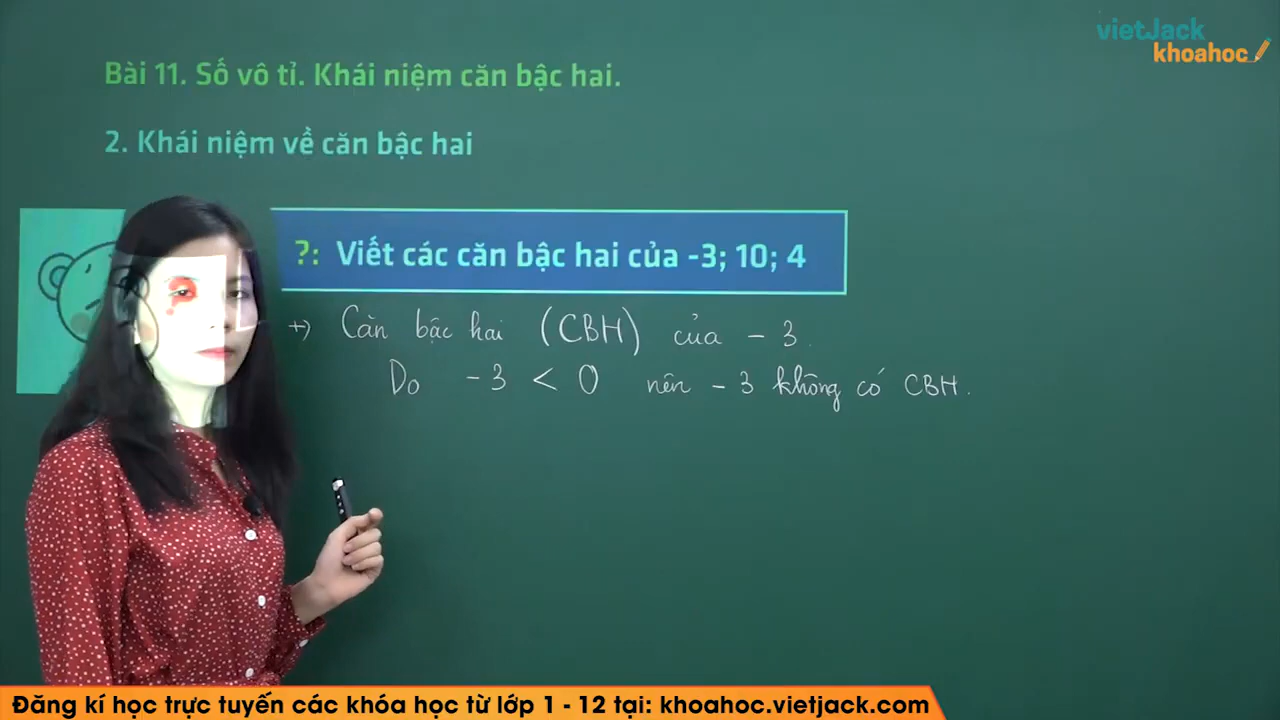 vietJack
khoahoc
Bài 11. Số vô tỉ. Khái niệm căn bậc hai.
2. Khái niệm về căn bậc hai
?: Viết các căn bậc hai của -3; 10; 4
+) Căn bậc hai (CBH) của - 3.
Do - 3 < 0 nên - 3 không có CBH.
Đăng kí học trực tuyến các khóa học từ lớp 1 - 12 tại: khoahoc.vietjack.com